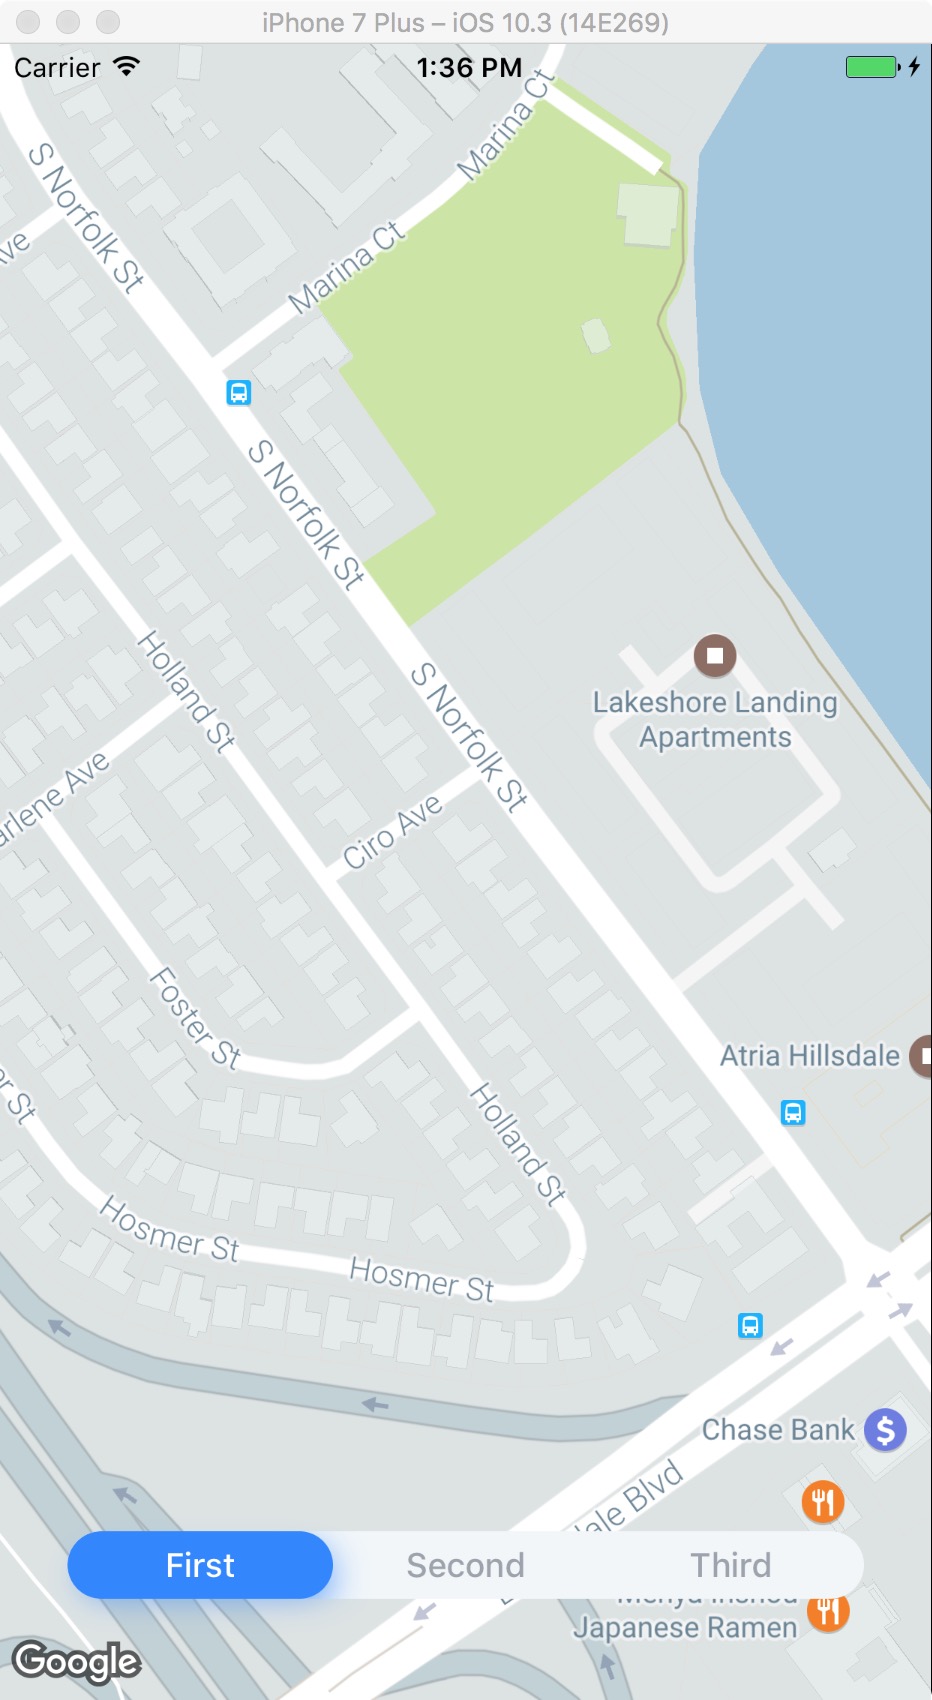 iPhone 7 Plus – iOS 10.3 (14E269)
Carrier
1:36 PM
Marina Ct
S Norfolk St
Marina Ct
S Norfolk St
Holland St
S Norfolk St
Lakeshore Landing
Apartments
Ciro Ave
Foster St
Atria Hillsdale
Holland St
Hosmer St
Hosmer St
Chase Bank
Blvd
First
Second
Third
Japanese Ramen
Google